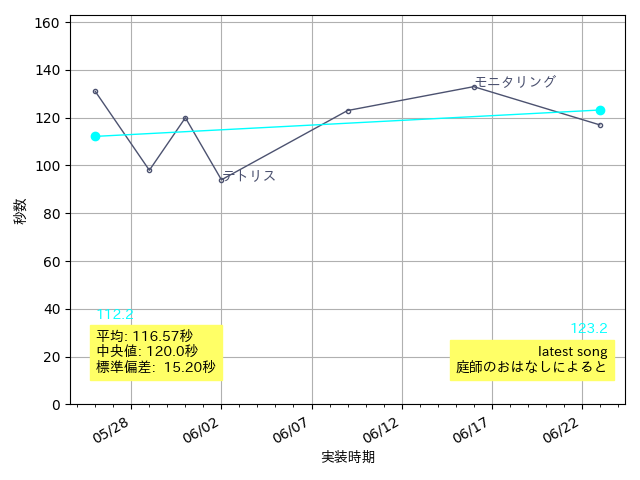 160
140
120
100
80
60
40
20
0
秒数
モニタリング
テトリス
112.2
123.2
平均: 116.57秒
中央値: 120.0秒
標準偏差: 15.20秒
latest song
庭師のおはなしによると
05/28
06/02
06/07
06/12
06/17
06/22
実装時期